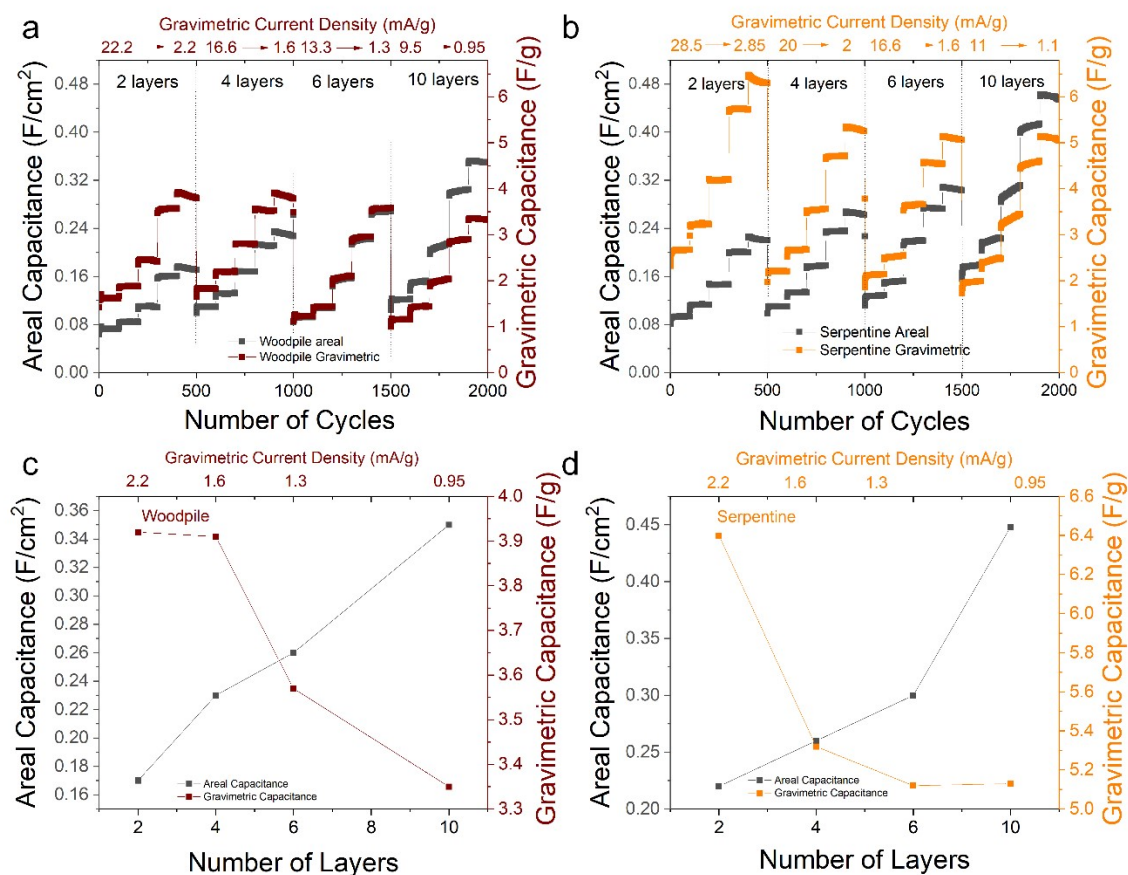 a
Gravimetric Current Density (mA/g)
22.2 2.2 16.6 1.6 13.3 1.3 9.5 0.95
2 layers 4 layers 6 layers 10 layers
Areal Capacitance (F/cm²)
0.48
0.40
0.32
0.24
0.16
0.08
0.00
Woodpile areal
Woodpile Gravimetric
Gravimetric Capacitance (F/g)
6
5
4
3
2
1
0
0 500 1000 1500 2000
Number of Cycles
b
Gravimetric Current Density (mA/g)
28.5 2.85 20 2 16.6 1.6 11 1.1
2 layers 4 layers 6 layers 10 layers
Areal Capacitance (F/cm²)
0.48
0.40
0.32
0.24
0.16
0.08
0.00
Serpentine Areal
Serpentine Gravimetric
Gravimetric Capacitance (F/g)
6
5
4
3
2
1
0
0 500 1000 1500 2000
Number of Cycles
c
Gravimetric Current Density (mA/g)
2.2 1.6 1.3 0.95
Woodpile
Areal Capacitance (F/cm²)
0.36
0.34
0.32
0.30
0.28
0.26
0.24
0.22
0.20
0.18
0.16
Areal Capacitance
Gravimetric Capacitance
Gravimetric Capacitance (F/g)
4.0
3.9
3.8
3.7
3.6
3.5
3.4
3.3
2 4 6 8 10
Number of Layers
d
Gravimetric Current Density (mA/g)
2.2 1.6 1.3 0.95
Serpentine
Areal Capacitance (F/cm²)
0.45
0.40
0.35
0.30
0.25
0.20
Areal Capacitance
Gravimetric Capacitance
Gravimetric Capacitance (F/g)
6.6
6.4
6.2
6.0
5.8
5.6
5.4
5.2
5.0
2 4 6 10
Number of Layers